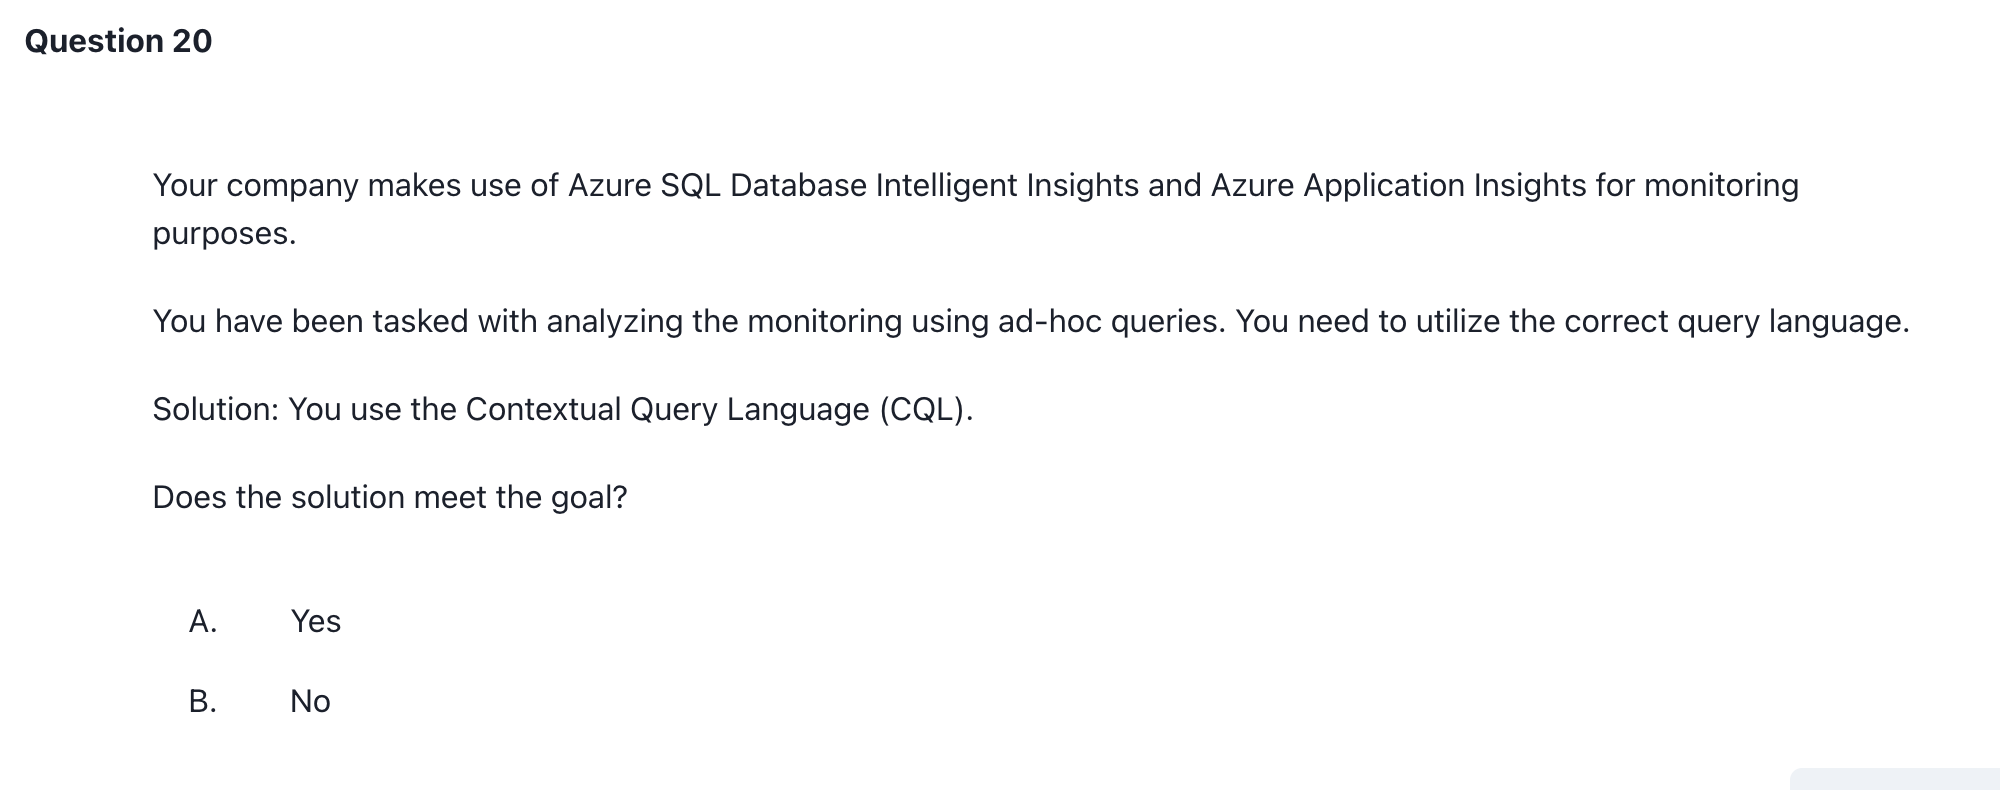 Question 20
Your company makes use of Azure SQL Database Intelligent Insights and Azure Application Insights for monitoring
purposes.
You have been tasked with analyzing the monitoring using ad-hoc queries. You need to utilize the correct query language.
Solution: You use the Contextual Query Language (CQL).
Does the solution meet the goal?
A. Yes
B. No